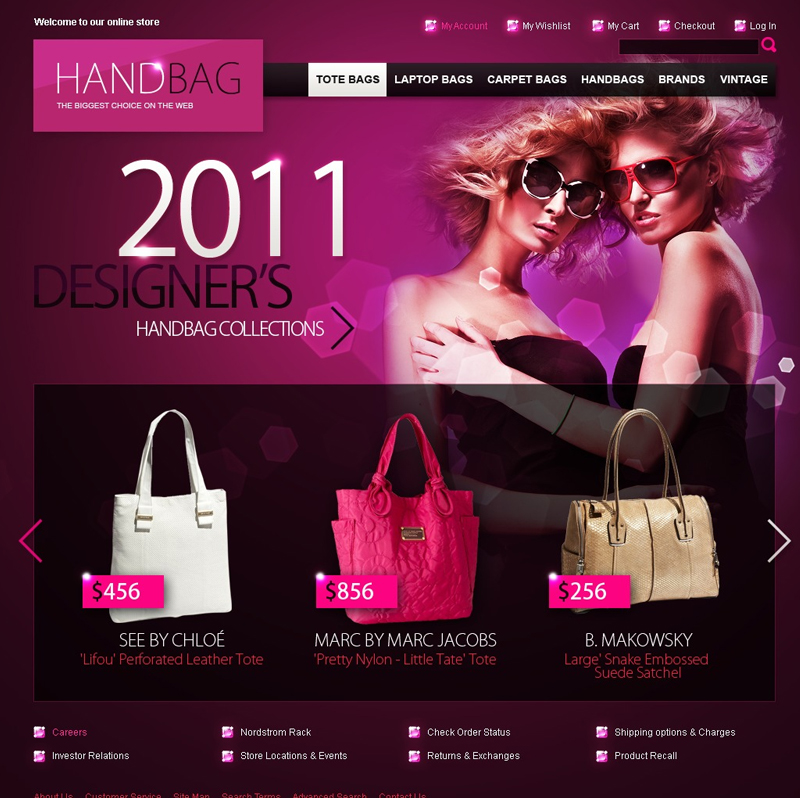 Welcome to our online store
My Account
My Wishlist
My Cart
Checkout
Log In
HANDBAG
THE BIGGEST CHOICE ON THE WEB
TOTE BAGS
LAPTOP BAGS
CARPET BAGS
HANDBAGS
BRANDS
VINTAGE
2011
DESIGNER'S
HANDBAG COLLECTIONS
$456
$856
$256
SEE BY CHLOÉ
'Lifou' Perforated Leather Tote
MARC BY MARC JACOBS
'Pretty Nylon - Little Tate' Tote
B. MAKOWSKY
Large' Snake Embossed
Suede Satchel
Careers
Nordstrom Rack
Check Order Status
Shipping options & Charges
Investor Relations
Store Locations & Events
Returns & Exchanges
Product Recall
About Us
Customer Service
Site Map
Search Terms
Advanced Search
Contact Us